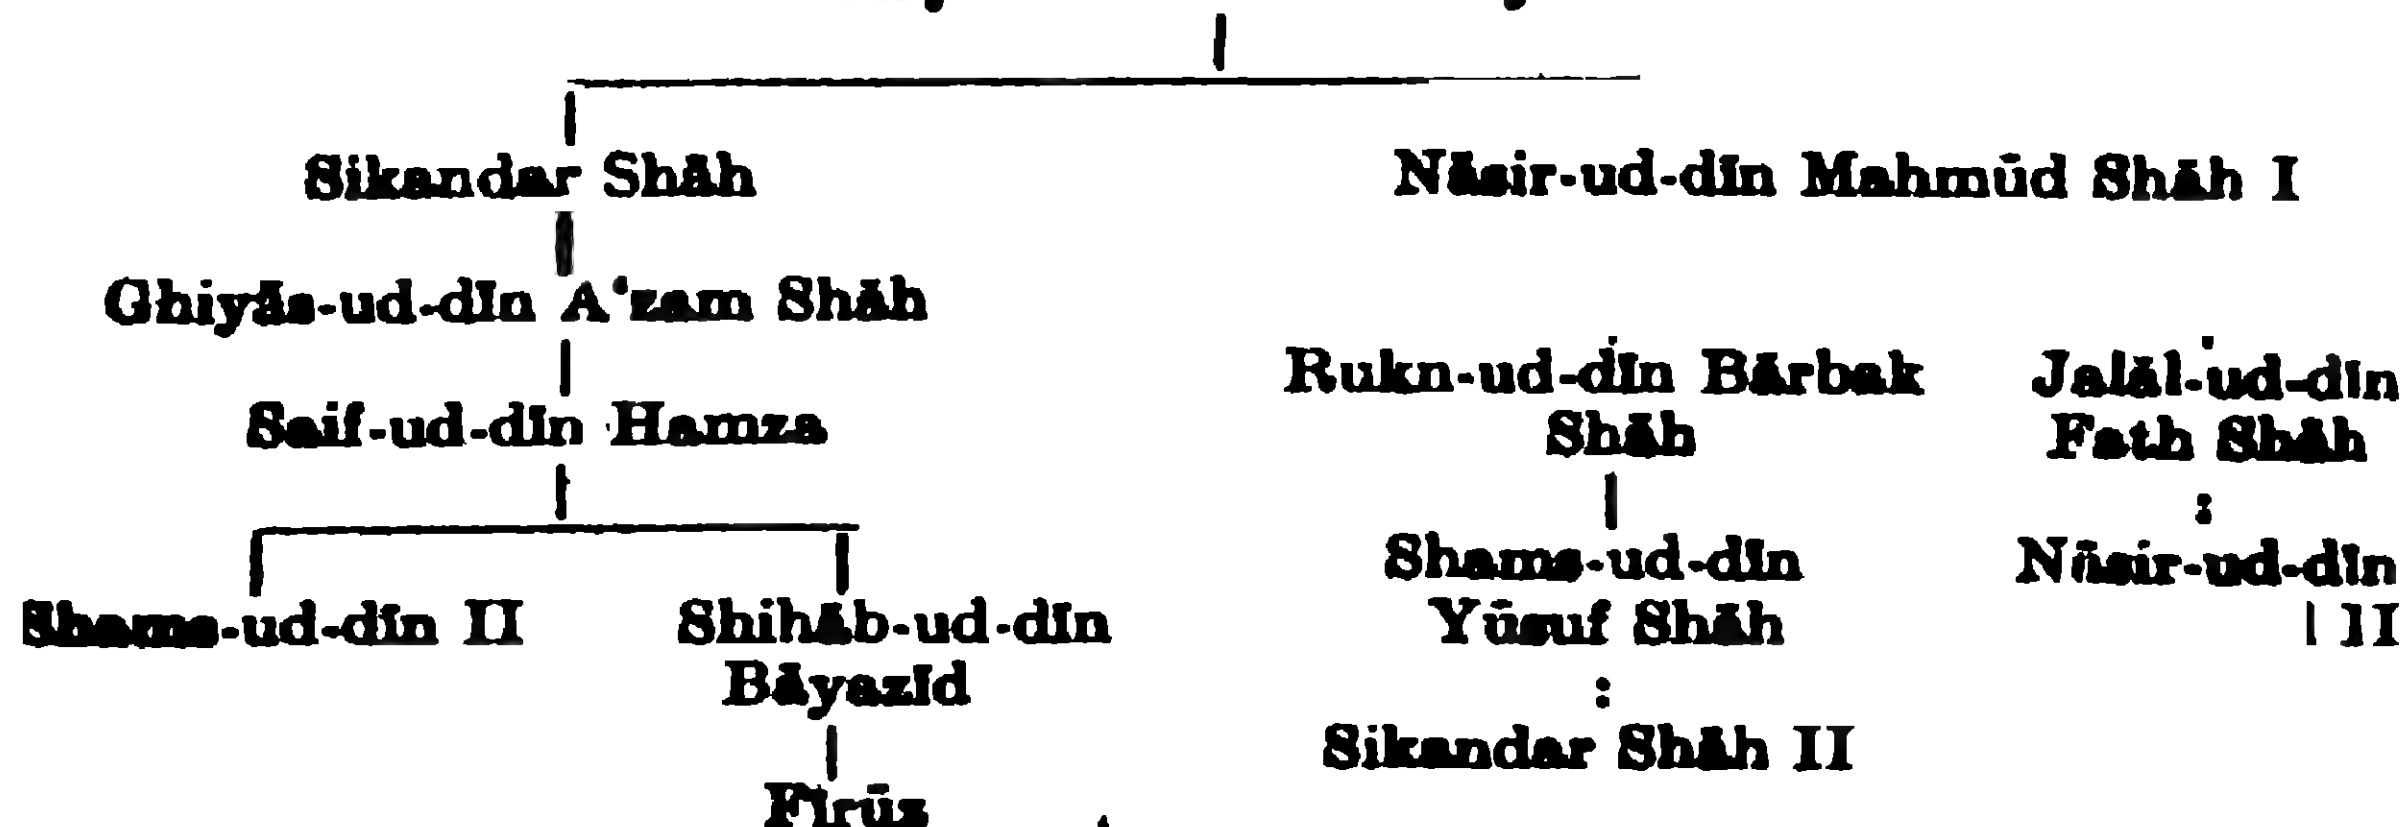 Sikandar Shāh
Nāsir-ud-dīn Mahmūd Shāh I
Ghiyās-ud-dīn A‘zam Shāh
Rukn-ud-dīn Bārbak
Shāh
Jalāl-ud-dīn
Fath Shāh
Saif-ud-dīn Hamza
Shams-ud-dīn
Yūsuf Shāh
Nāsir-ud-dīn
II
Shams-ud-dīn II
Shihāb-ud-dīn
Bāyazīd
Sikandar Shāh II
Fīrūz